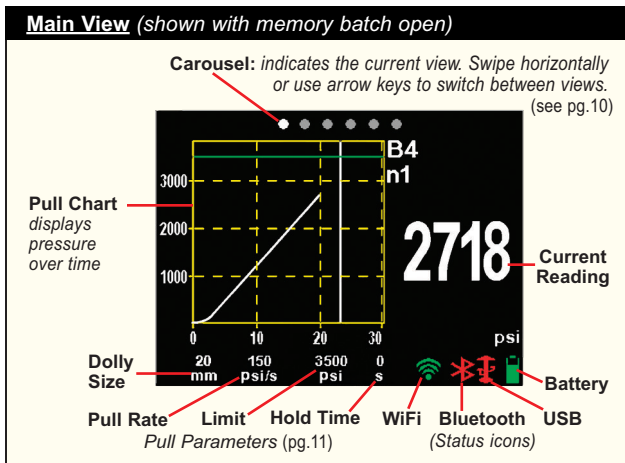 Main View (shown with memory batch open)
Carousel: indicates the current view. Swipe horizontally
or use arrow keys to switch between views.
(see pg.10)
B4
n1
3000
2000
1000
Pull Chart
displays
pressure
over time
2718
Current
Reading
0 10 20 30
psi
20 150 3500 0
mm psi/s psi s
Dolly
Size
Battery
Pull Rate Limit Hold Time WiFi Bluetooth USB
Pull Parameters (pg.11) (Status icons)